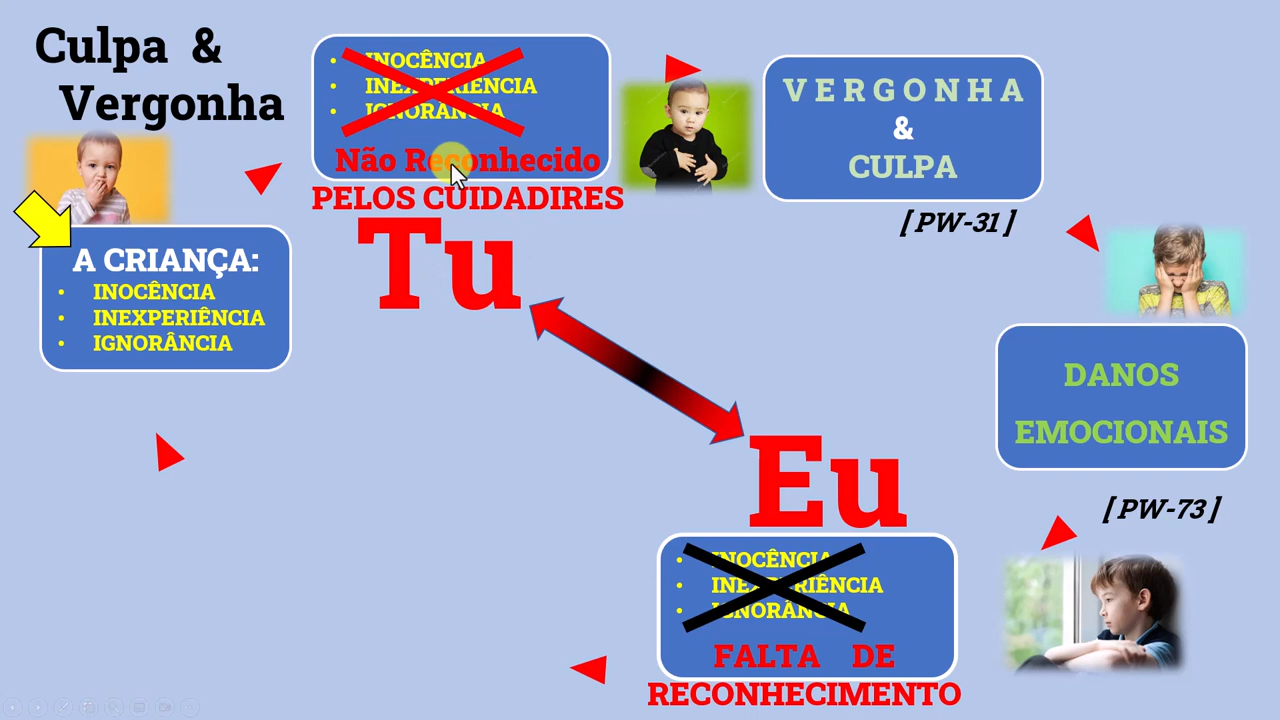 Culpa &
Vergonha
• INOCÊNCIA
• INEXPERIÊNCIA
• IGNORÂNCIA
Não Reconhecido
PELOS CUIDADIRES
VERGONHA
&
CULPA
[ PW-31 ]
A CRIANÇA:
• INOCÊNCIA
• INEXPERIÊNCIA
• IGNORÂNCIA
Tu
DANOS
EMOCIONAIS
[ PW-73 ]
Eu
• INOCÊNCIA
• INEXPERIÊNCIA
• IGNORÂNCIA
FALTA DE
RECONHECIMENTO